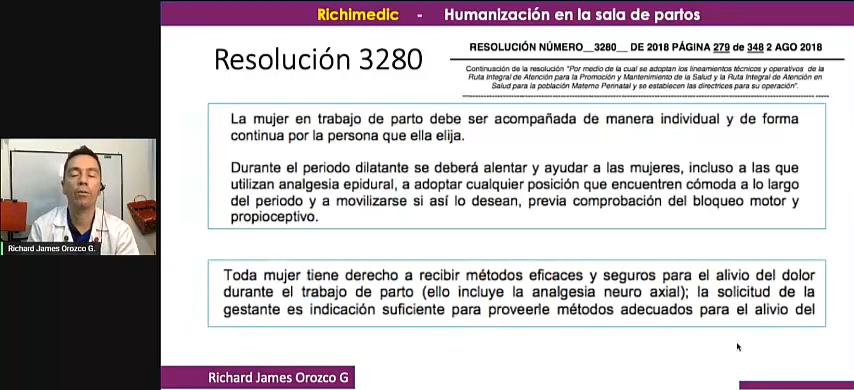 Richimedic - Humanización en la sala de partos
Resolución 3280
RESOLUCIÓN NÚMERO__3280__ DE 2018 PÁGINA 279 de 348 2 AGO 2018
Continuación de la resolución "Por medio de la cual se adoptan los lineamientos técnicos y operativos de la
Ruta Integral de Atención para la Promoción y Mantenimiento de la Salud y la Ruta Integral de Atención en
Salud para la población Materno Perinatal y se establecen las directrices para su operación".
La mujer en trabajo de parto debe ser acompañada de manera individual y de forma
continua por la persona que ella elija.
Durante el periodo dilatante se deberá alentar y ayudar a las mujeres, incluso a las que
utilizan analgesia epidural, a adoptar cualquier posición que encuentren cómoda a lo largo
del periodo y a movilizarse si así lo desean, previa comprobación del bloqueo motor y
propioceptivo.
Toda mujer tiene derecho a recibir métodos eficaces y seguros para el alivio del dolor
durante el trabajo de parto (ello incluye la analgesia neuro axial); la solicitud de la
gestante es indicación suficiente para proveerle métodos adecuados para el alivio del
Richard James Orozco G.
Richard James Orozco G